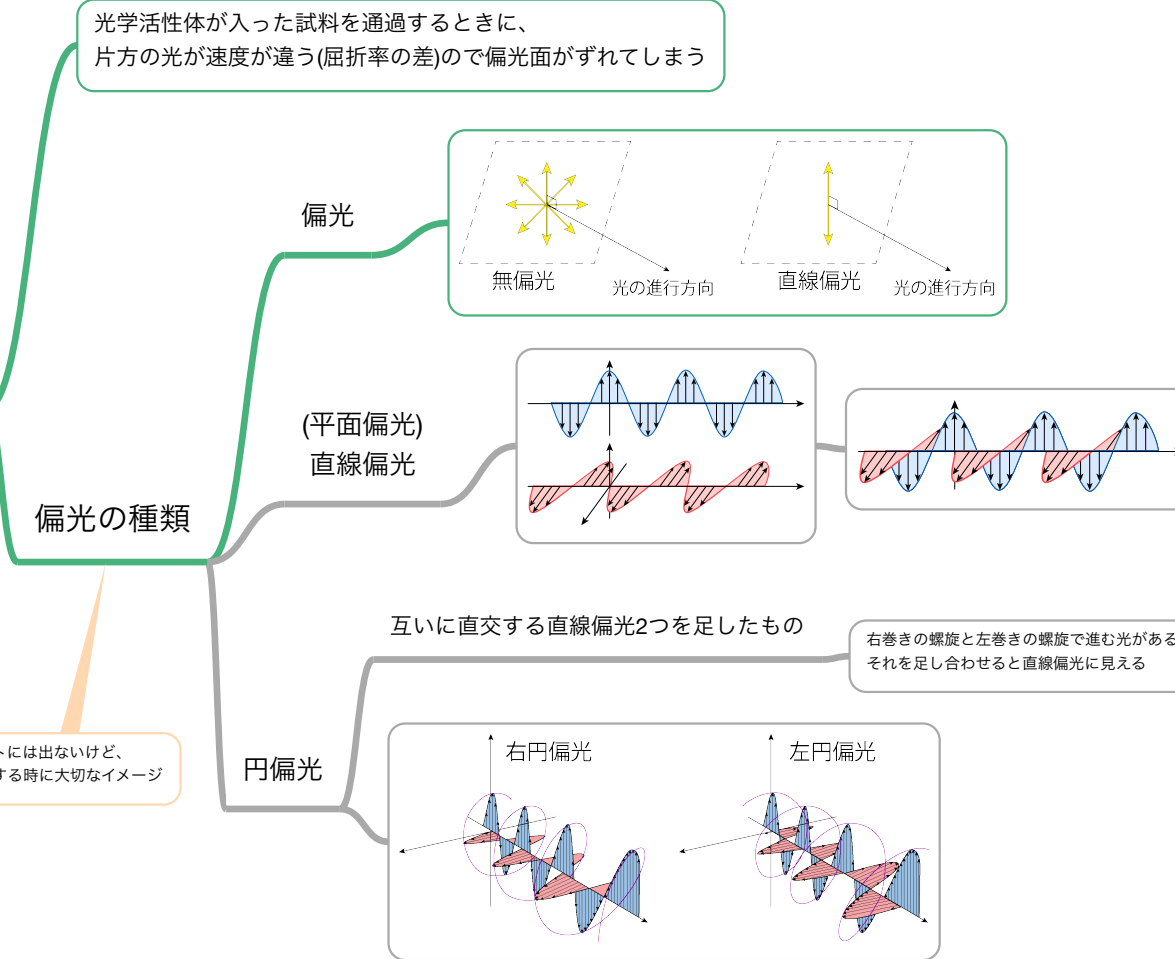 光学活性体が入った試料を通過するときに、
片方の光が速度が違う(屈折率の差)ので偏光面がずれてしまう
偏光
無偏光
光の進行方向
直線偏光
光の進行方向
(平面偏光)
直線偏光
偏光の種類
互いに直交する直線偏光2つを足したもの
右巻きの螺旋と左巻きの螺旋で進む光がある
それを足し合わせると直線偏光に見える
トには出ないけど、
する時に大切なイメージ
円偏光
右円偏光
左円偏光